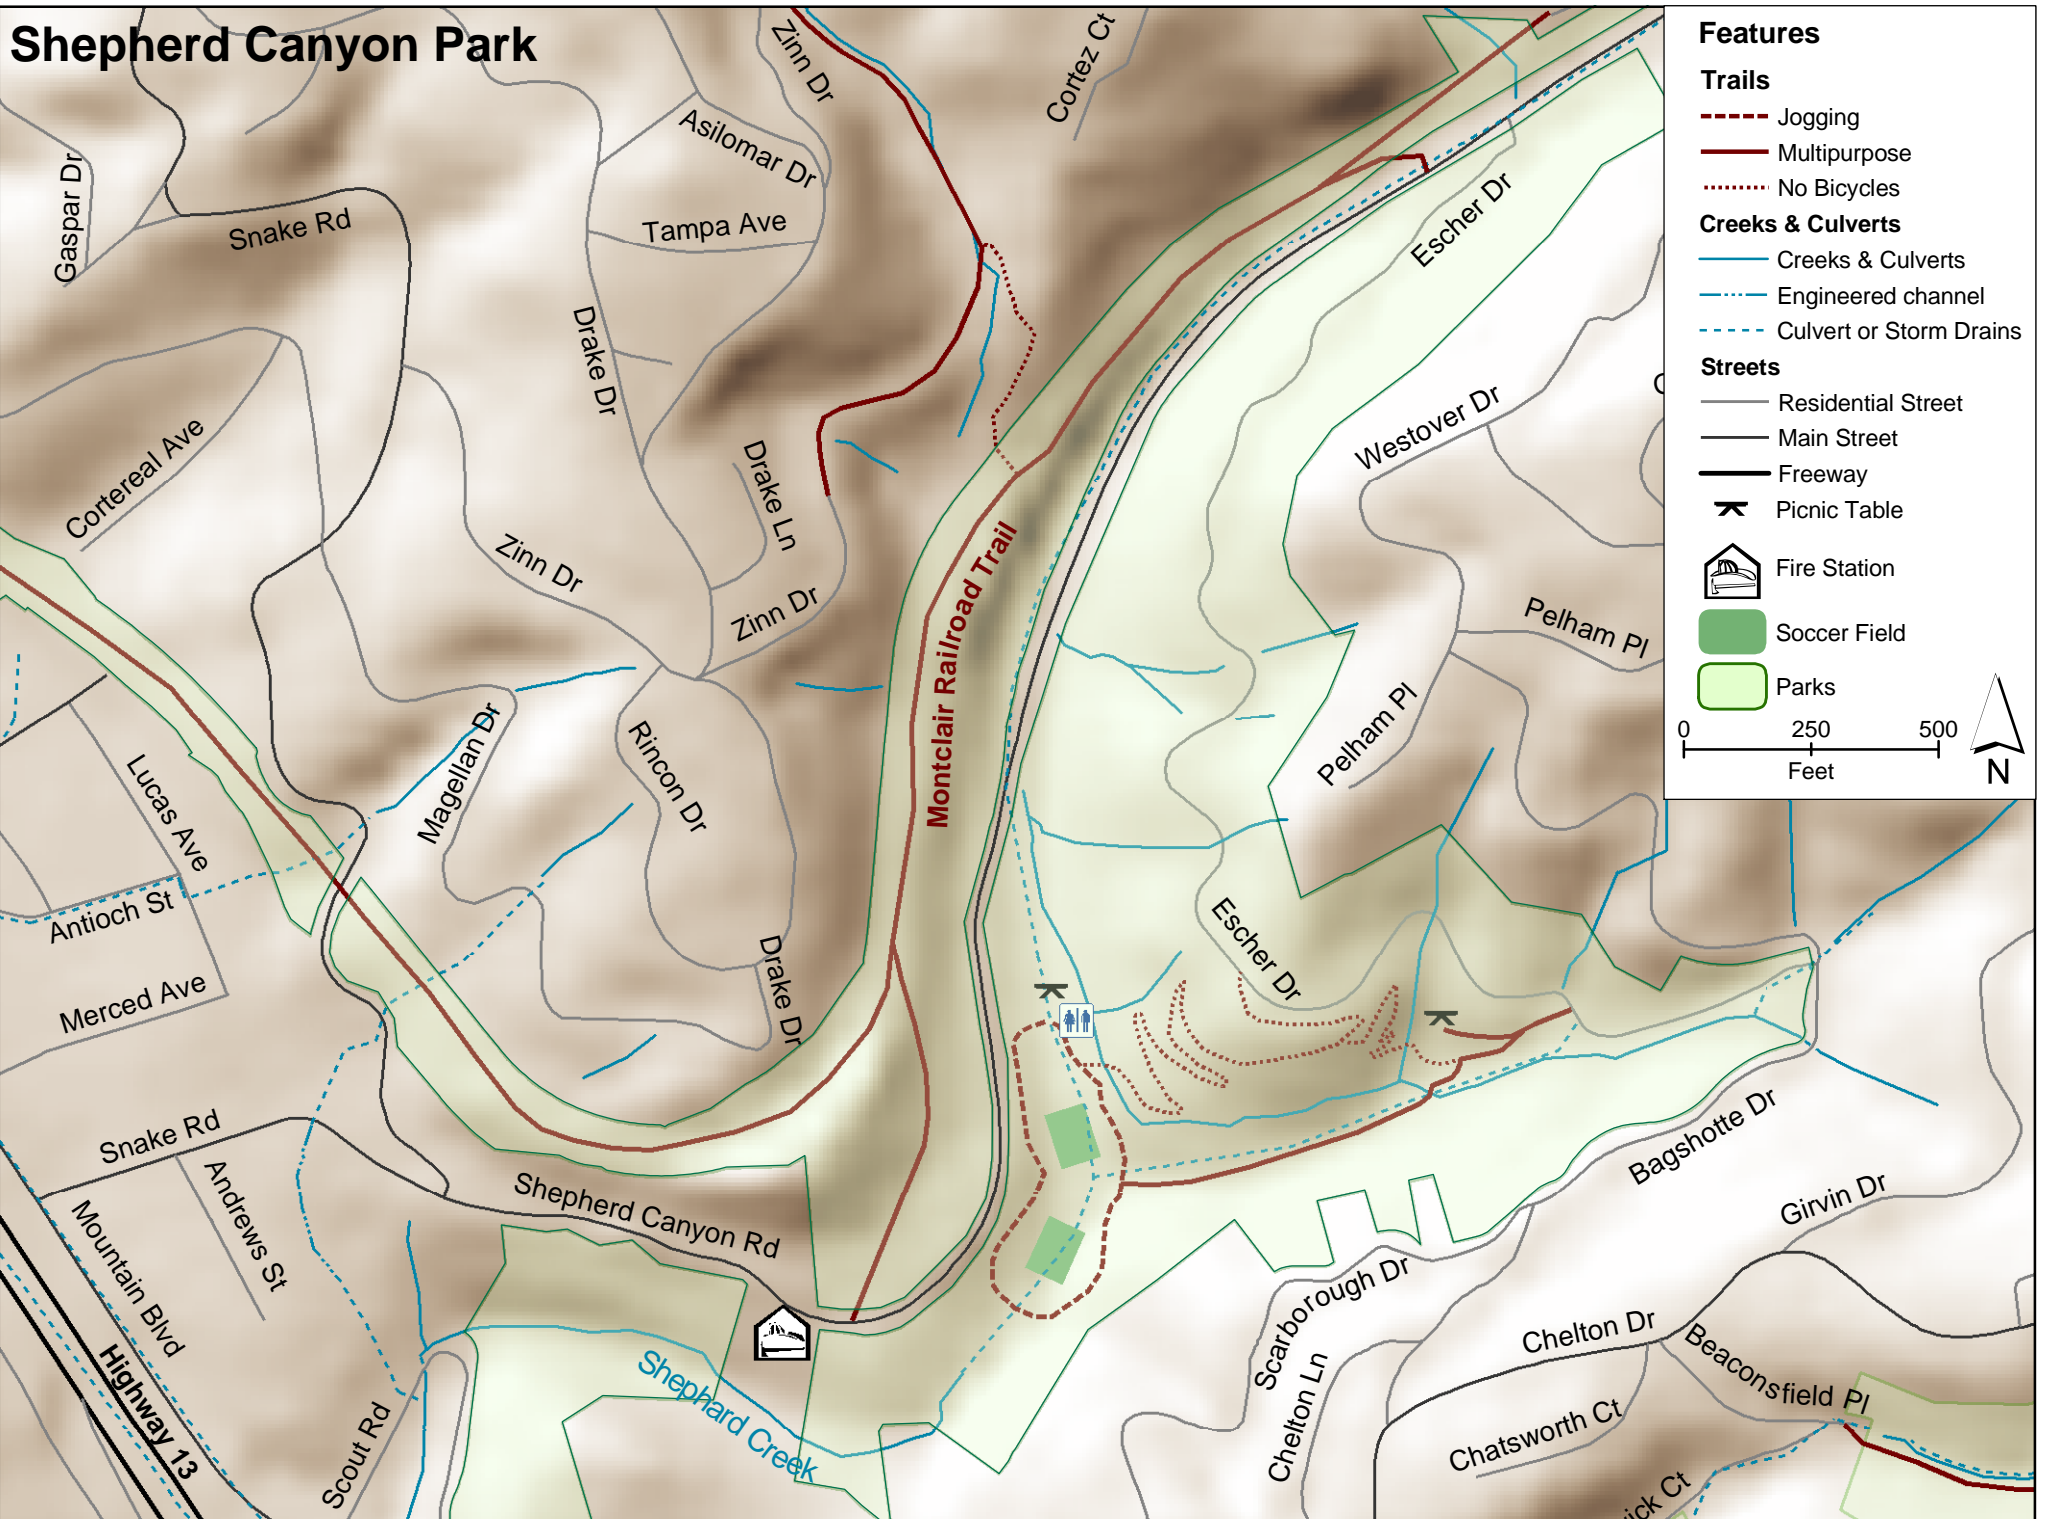 Shepherd Canyon Park
Features
Trails
Jogging
Multipurpose
No Bicycles
Creeks & Culverts
Creeks & Culverts
Engineered channel
Culvert or Storm Drains
Streets
Residential Street
Main Street
Freeway
Picnic Table
Fire Station
Soccer Field
Parks
0 250 500
Feet
N
Zinn Dr
Cortez Ct
Asilomar Dr
Gaspar Dr
Snake Rd
Tampa Ave
Escher Dr
Drake Dr
Westover Dr
Cortereal Ave
Drake Ln
Zinn Dr
Zinn Dr
Montclair Railroad Trail
Pelham Pl
Pelham Pl
Magellan Dr
Rincon Dr
Lucas Ave
Antioch St
Escher Dr
Merced Ave
Drake Dr
Snake Rd
Andrews St
Shepherd Canyon Rd
Bagshotte Dr
Girvin Dr
Mountain Blvd
Highway 13
Scarborough Dr
Chelton Dr
Chelton Ln
Beaconsfield Pl
Shephard Creek
Scout Rd
Chatsworth Ct
ick Ct